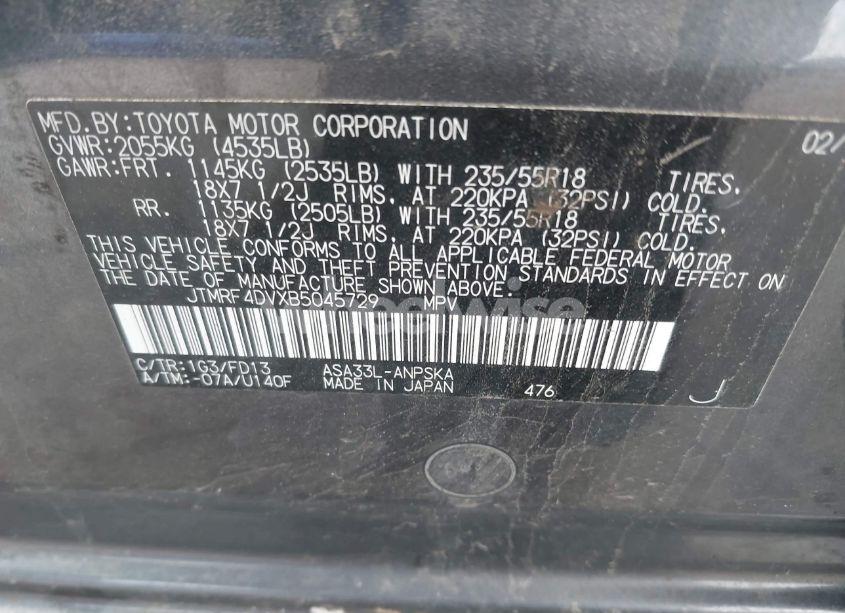 MFD.BY:TOYOTA MOTOR CORPORATION 02/
GVWR:2055KG (4535LB)
GAWR:FRT. 1145KG (2535LB) WITH 235/55R18 TIRES,
18X7 1/2J RIMS, AT 220KPA (32PSI) COLD.
RR. 1135KG (2505LB) WITH 235/55R18 TIRES,
18X7 1/2J RIMS, AT 220KPA (32PSI) COLD.
THIS VEHICLE CONFORMS TO ALL APPLICABLE FEDERAL MOTOR
VEHICLE SAFETY AND THEFT PREVENTION STANDARDS IN EFFECT ON
THE DATE OF MANUFACTURE SHOWN ABOVE.
JTMRF4DVXB5045729 MPV
C/TR:1G3/FD13 ASA33L-ANPSKA
A/TM:-07A/U140F MADE IN JAPAN 476 J